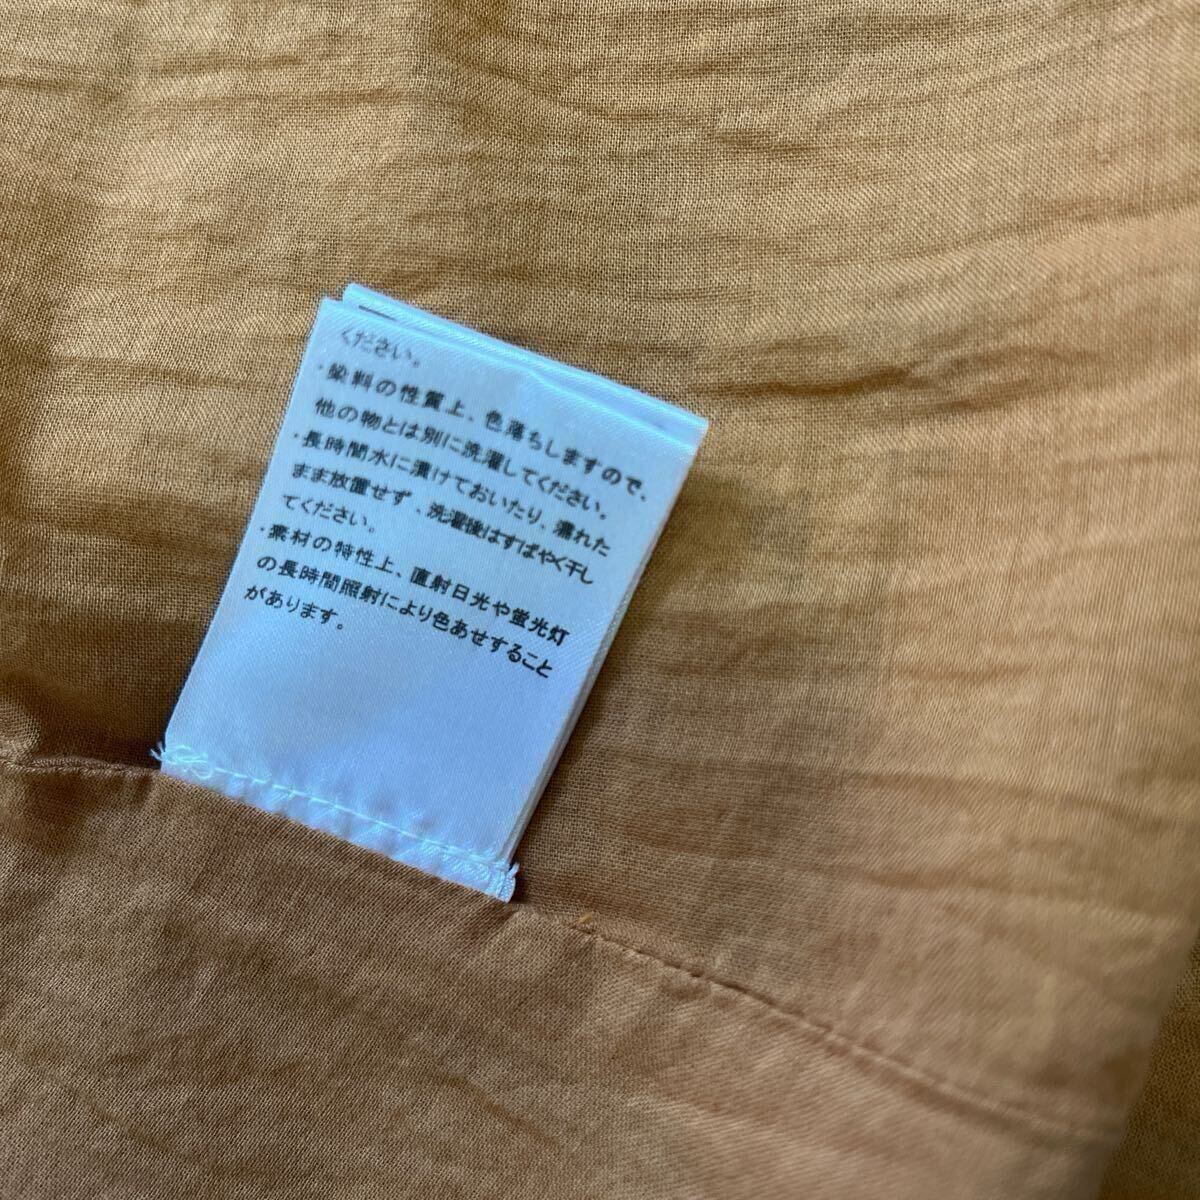 ください。
・染料の性質上、色落ちしますので、
他の物とは別に洗濯してください。
・長時間水に漬けておいたり、濡れた
まま放置せず、洗濯後はすばやく干し
てください。
・素材の特性上、直射日光や蛍光灯
の長時間照射により色あせすること
があります。